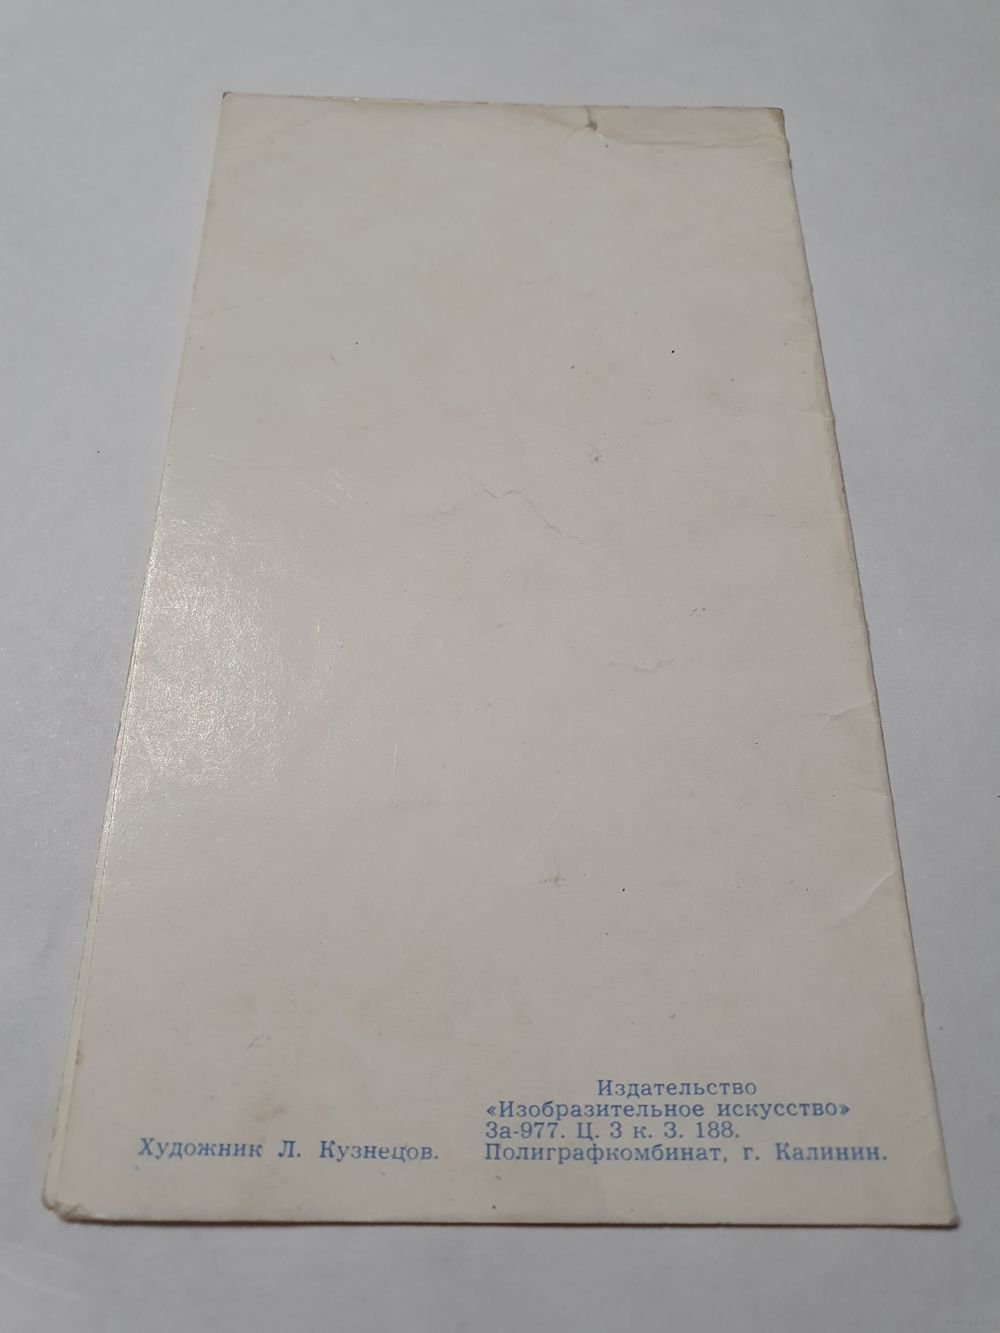 Художник Л. Кузнецов.
Издательство
«Изобразительное искусство»
За-977. Ц. 3 к. З. 188.
Полиграфкомбинат, г. Калинин.